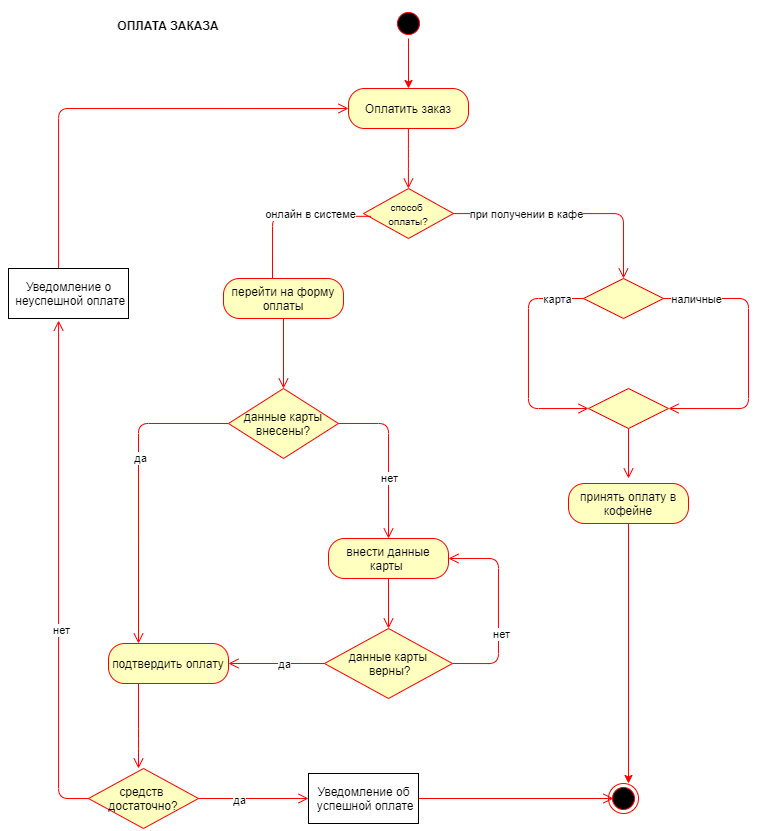 ОПЛАТА ЗАКАЗА
Оплатить заказ
способ
оплаты?
онлайн в системе
при получении в кафе
Уведомление о
неуспешной оплате
перейти на форму
оплаты
карта
наличные
данные карты
внесены?
да
нет
принять оплату в
кофейне
внести данные
карты
нет
нет
подтвердить оплату
да
данные карты
верны?
средств
достаточно?
да
Уведомление об
успешной оплате